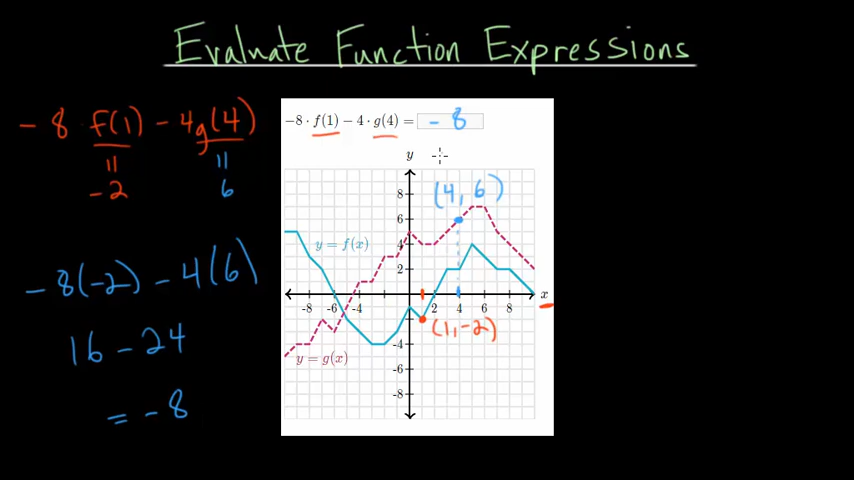 Evaluate Function Expressions
-8 · f(1) - 4g(4)
= =
-2 6
-8(-2) - 4(6)
16 - 24
= -8
−8 · f(1) − 4 · g(4) = -8
y
(4, 6)
8
6
y = f(x)
4
2
x
-8 -6 -4 2 4 6 8
(1, -2)
y = g(x)
-4
-6
-8